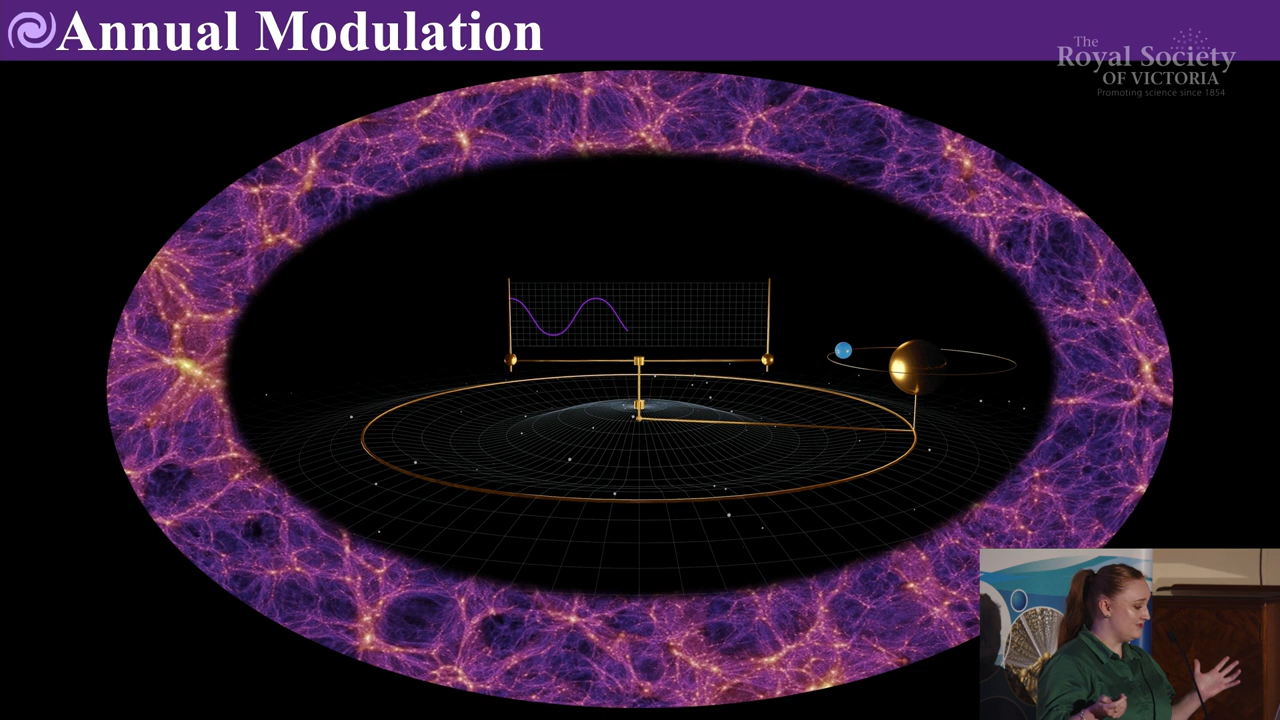 Annual Modulation
The
Royal Society
OF VICTORIA
Promoting science since 1854